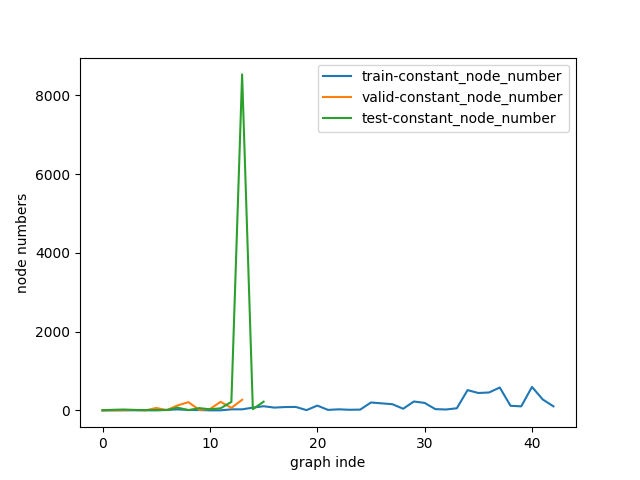 train-constant_node_number
valid-constant_node_number
test-constant_node_number
8000
6000
4000
2000
0
node numbers
0 10 20 30 40
graph inde